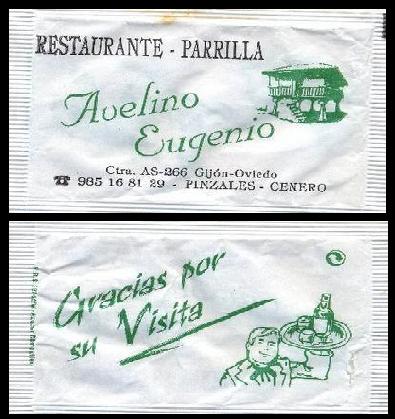 RESTAURANTE - PARRILLA
Avelino
Eugenio
Ctra. AS-266 Gijón-Oviedo
☎ 985 16 81 29 - PINZALES - CENERO
Gracias por
su Visita